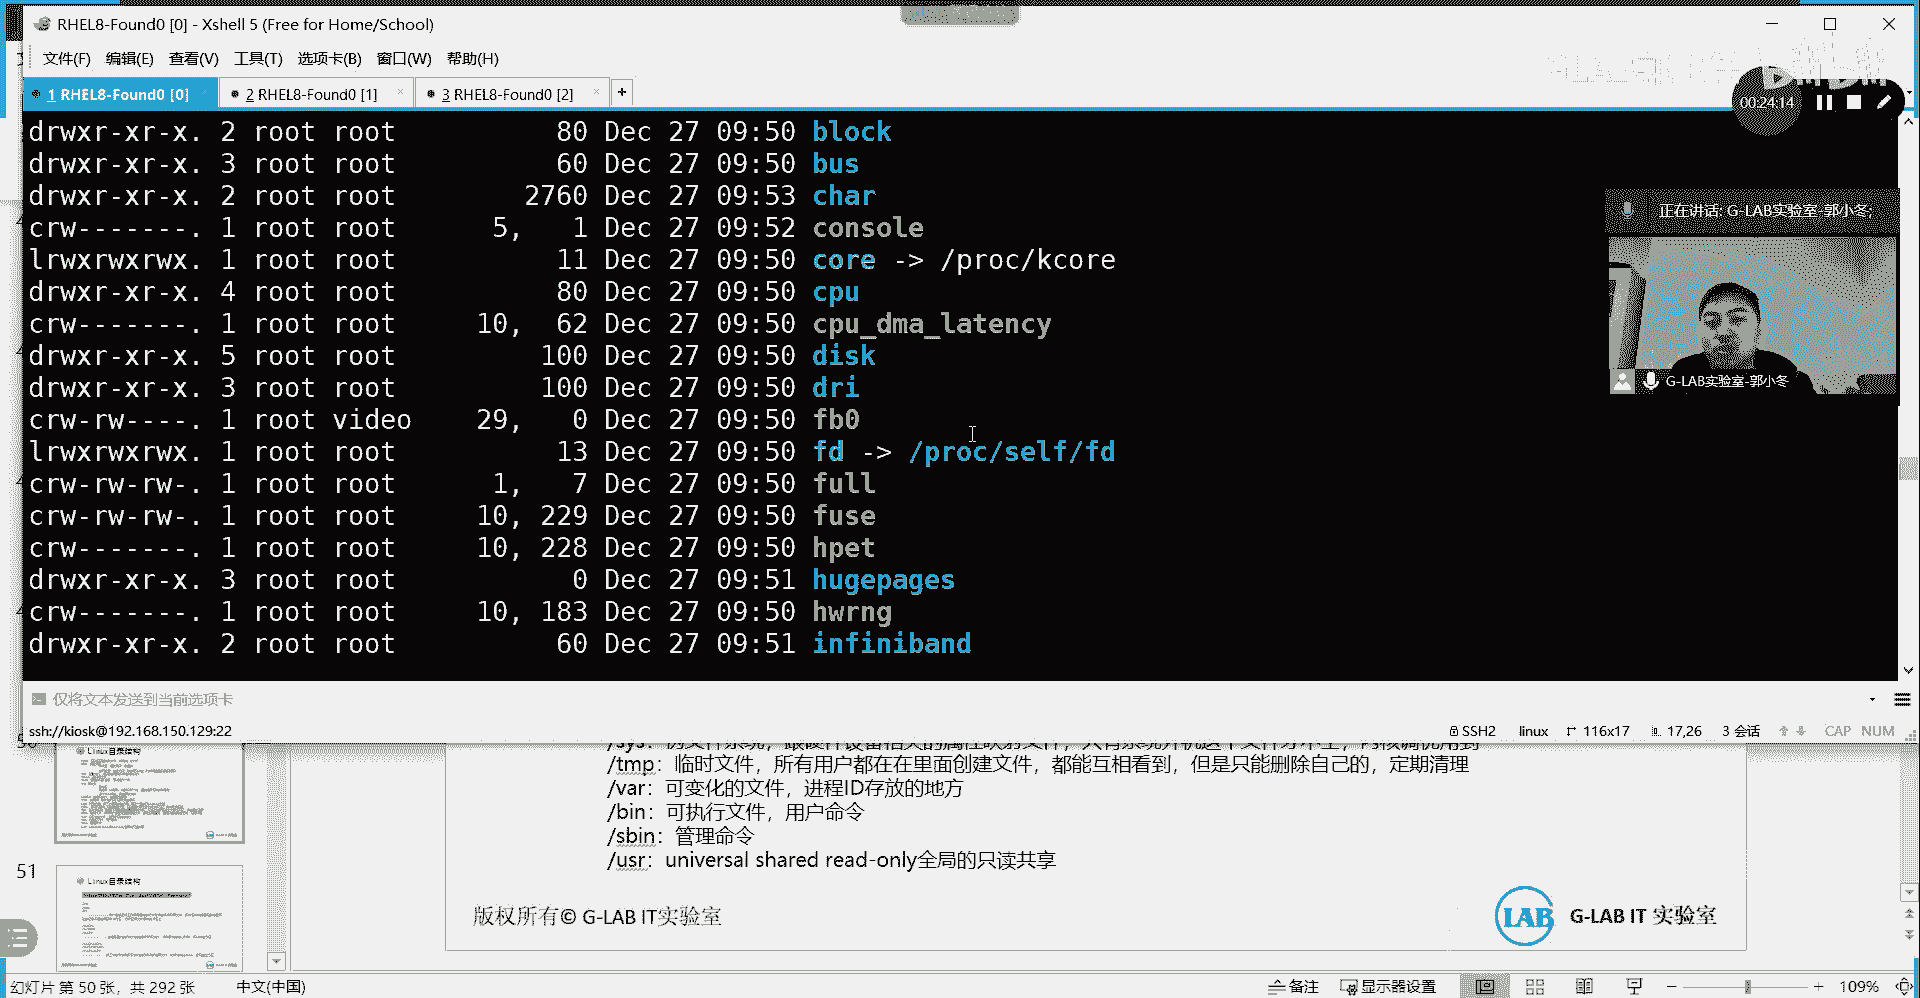 RHEL8-Found0 [0] - Xshell 5 (Free for Home/School)
文件(F) 编辑(E) 查看(V) 工具(T) 选项卡(B) 窗口(W) 帮助(H)
1 RHEL8-Found0 [0] × 2 RHEL8-Found0 [1] × 3 RHEL8-Found0 [2] × +
00:24:14
drwxr-xr-x. 2 root root 80 Dec 27 09:50 block
drwxr-xr-x. 3 root root 60 Dec 27 09:50 bus
drwxr-xr-x. 2 root root 2760 Dec 27 09:53 char
crw-------. 1 root root 5, 1 Dec 27 09:52 console
lrwxrwxrwx. 1 root root 11 Dec 27 09:50 core -> /proc/kcore
drwxr-xr-x. 4 root root 80 Dec 27 09:50 cpu
crw-------. 1 root root 10, 62 Dec 27 09:50 cpu_dma_latency
drwxr-xr-x. 5 root root 100 Dec 27 09:50 disk
drwxr-xr-x. 3 root root 100 Dec 27 09:50 dri
crw-rw----. 1 root video 29, 0 Dec 27 09:50 fb0
lrwxrwxrwx. 1 root root 13 Dec 27 09:50 fd -> /proc/self/fd
crw-rw-rw-. 1 root root 1, 7 Dec 27 09:50 full
crw-rw-rw-. 1 root root 10, 229 Dec 27 09:50 fuse
crw-------. 1 root root 10, 228 Dec 27 09:50 hpet
drwxr-xr-x. 3 root root 0 Dec 27 09:51 hugepages
crw-------. 1 root root 10, 183 Dec 27 09:50 hwrng
drwxr-xr-x. 2 root root 60 Dec 27 09:51 infiniband
正在讲话: G-LAB实验室-郭小冬;
G-LAB实验室-郭小冬
仅将文本发送到当前选项卡
ssh://kiosk@192.168.150.129:22 SSH2 linux 116x17 17,26 3 会话 CAP NUM
/tmp：临时文件，所有用户都在在里面创建文件，都能互相看到，但是只能删除自己的，定期清理
/var：可变化的文件，进程ID存放的地方
/bin：可执行文件，用户命令
/sbin：管理命令
/usr：universal shared read-only全局的只读共享
版权所有© G-LAB IT实验室
LAB G-LAB IT 实验室
Linux目录结构
51
Linux目录结构
幻灯片 第 50 张，共 292 张 中文(中国) 备注 显示器设置 109%